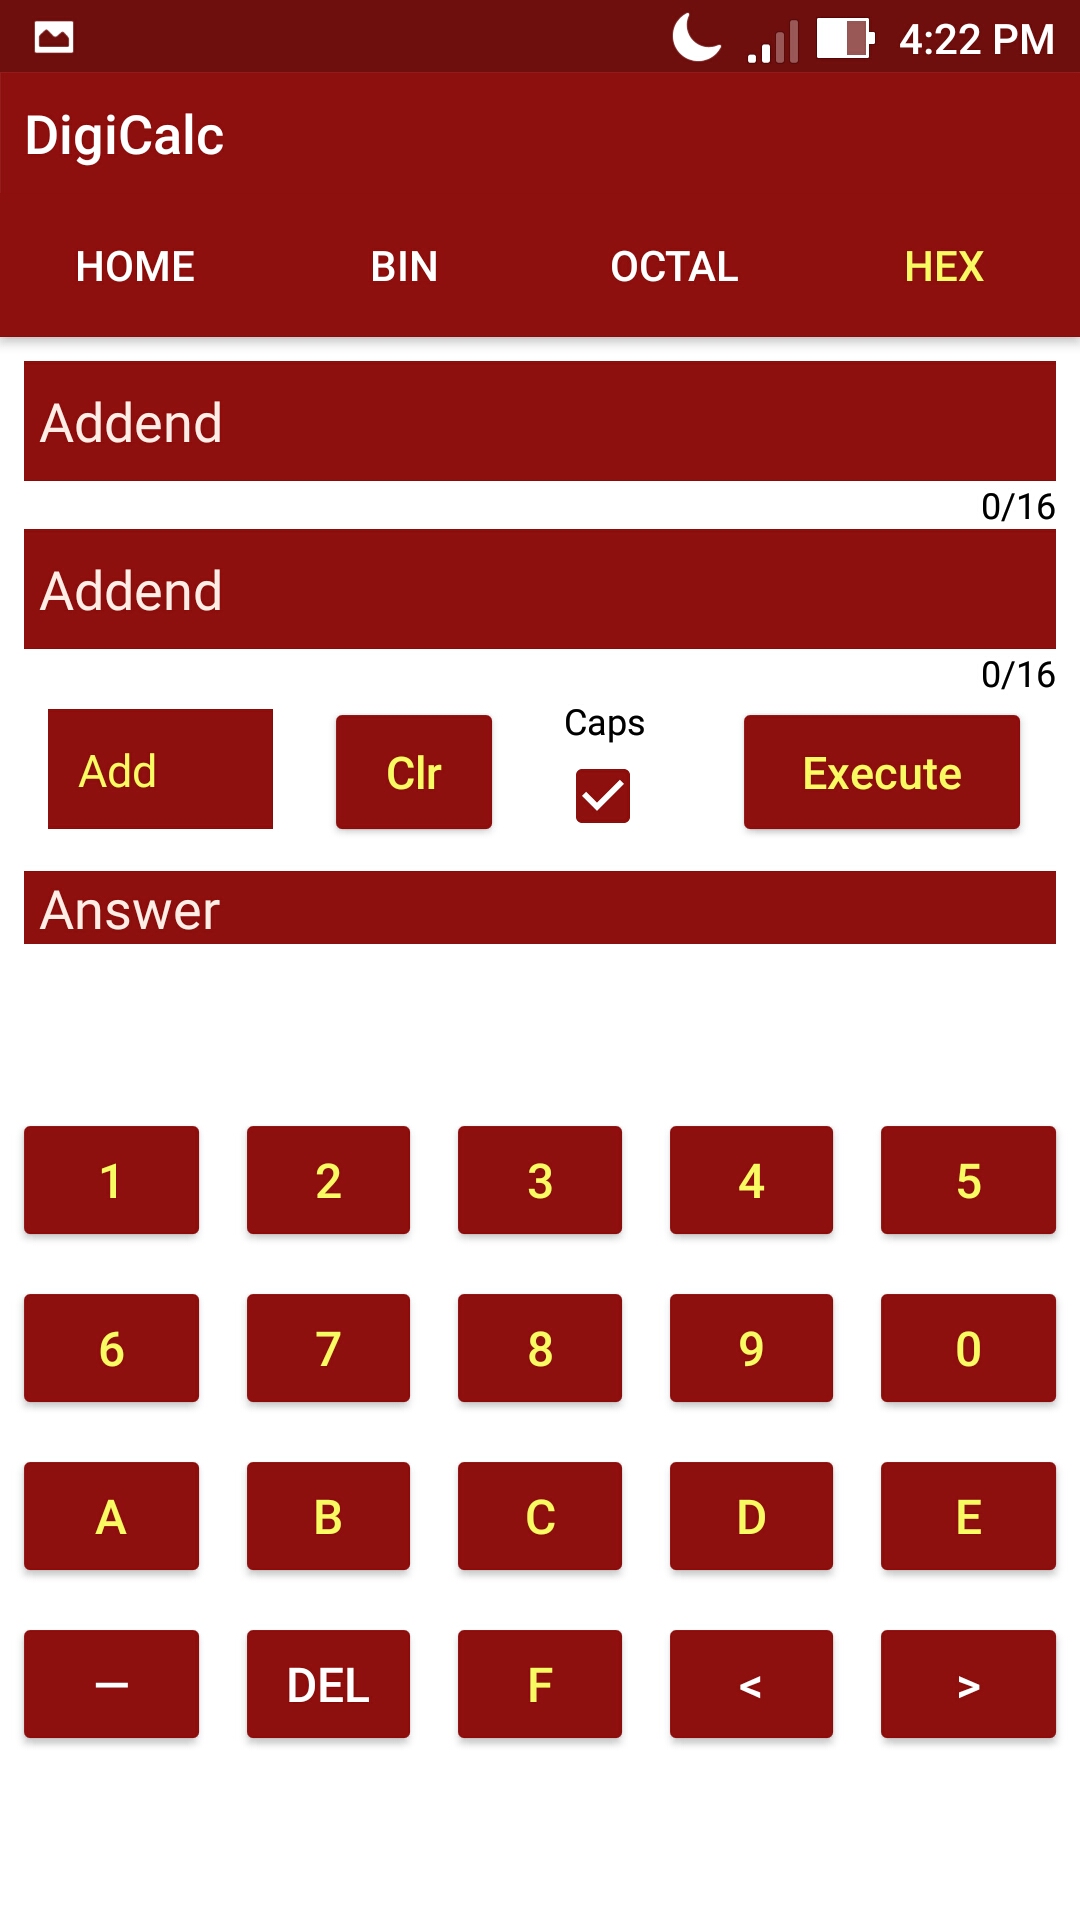 4:22 PM
DigiCalc
HOME BIN OCTAL HEX
Addend
0/16
Addend
0/16
Add Clr Caps Execute
Answer
1 2 3 4 5
6 7 8 9 0
A B C D E
— DEL F < >